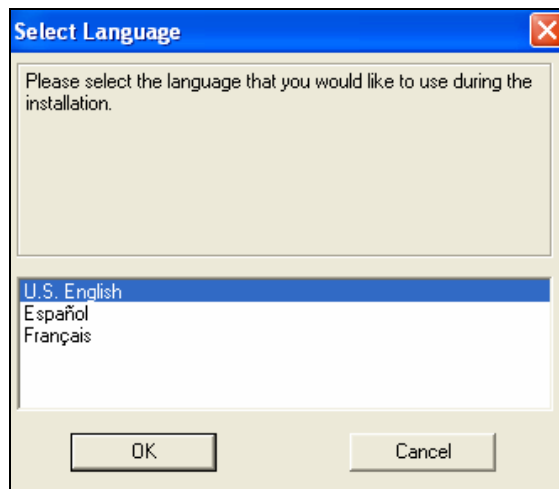 Select Language
Please select the language that you would like to use during the
installation.
U.S. English
Español
Français
OK
Cancel